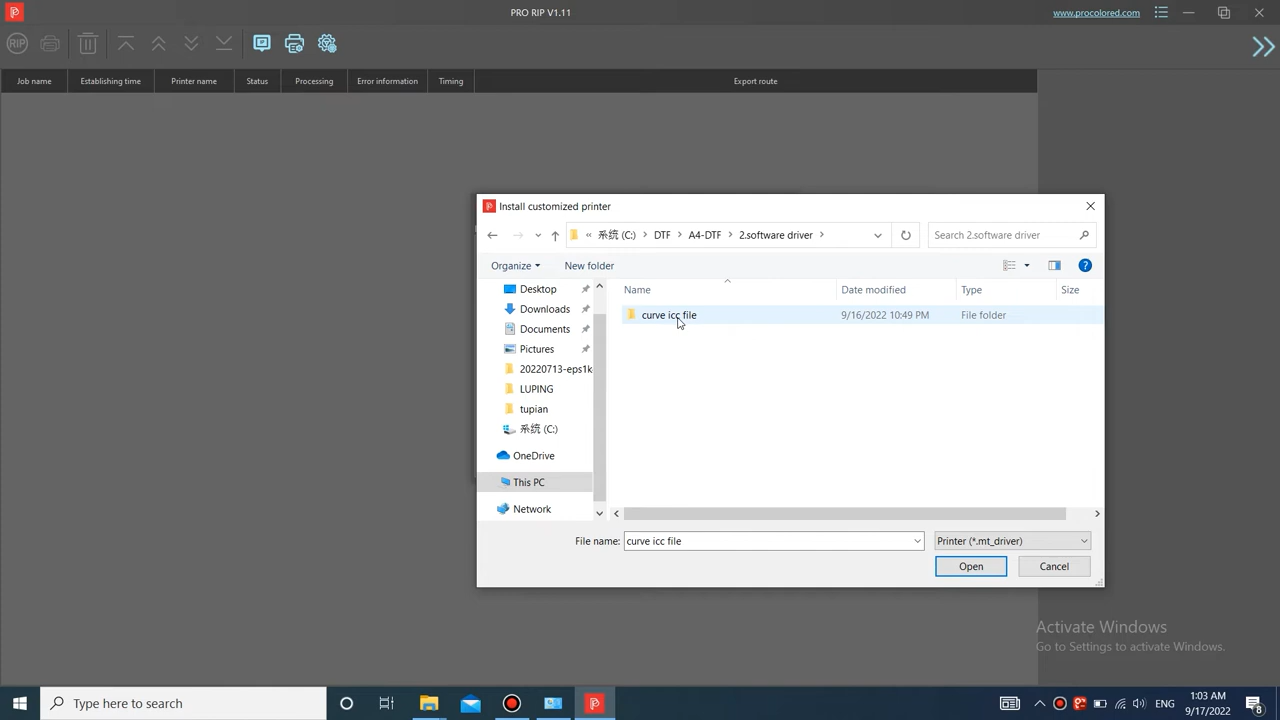 PRO RIP V1.11
www.procolored.com
RIP
Job name Establishing time Printer name Status Processing Error information Timing Export route
Install customized printer
« 系统 (C:) > DTF > A4-DTF > 2.software driver >
Search 2.software driver
Organize New folder
Name Date modified Type Size
Desktop
Downloads
Documents
Pictures
20220713-eps1k
LUPING
tupian
系统 (C:)
OneDrive
This PC
Network
curve icc file 9/16/2022 10:49 PM File folder
File name: curve icc file Printer (*.mt_driver)
Open Cancel
Activate Windows
Go to Settings to activate Windows.
Type here to search
ENG
1:03 AM
9/17/2022
8